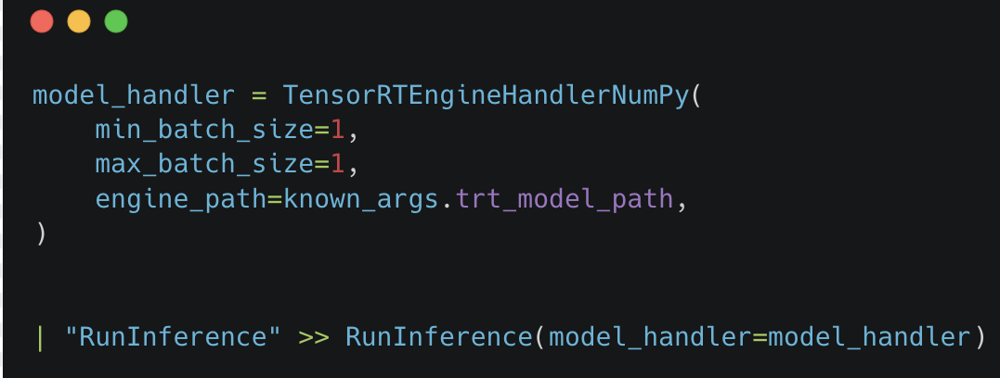 model_handler = TensorRTEngineHandlerNumPy(
    min_batch_size=1,
    max_batch_size=1,
    engine_path=known_args.trt_model_path,
)
| "RunInference" >> RunInference(model_handler=model_handler)